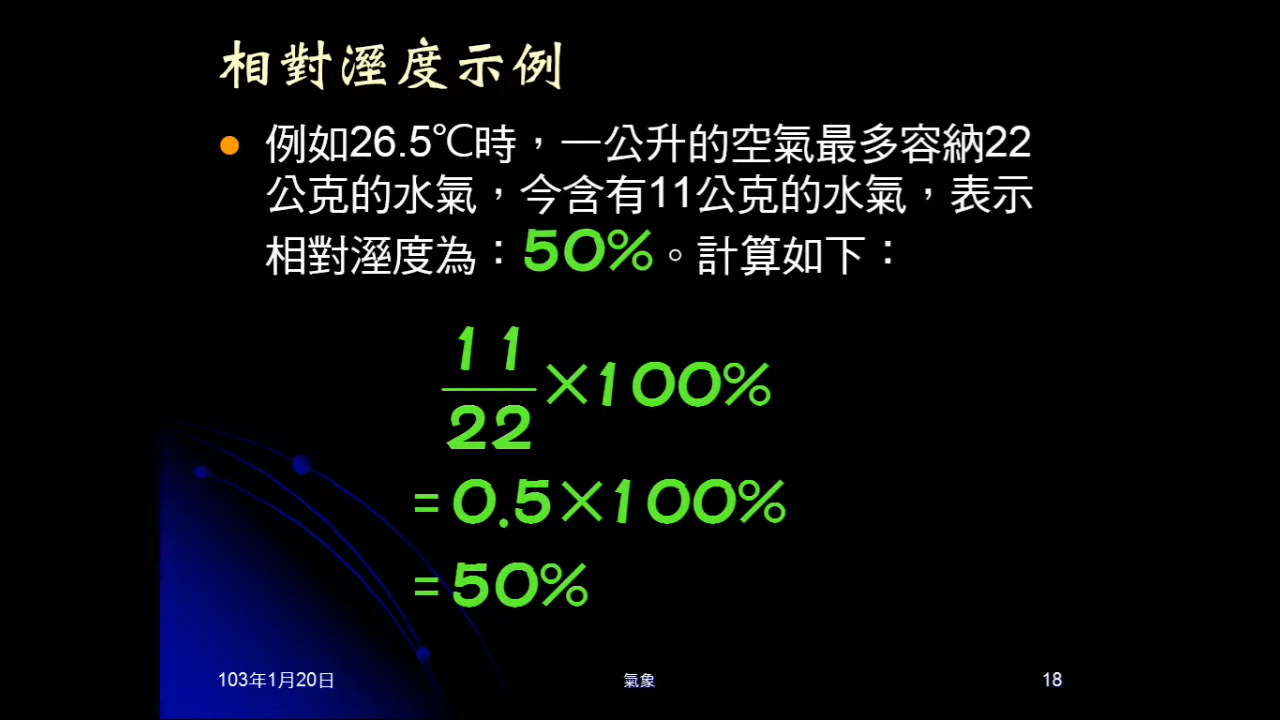 相對溼度示例
例如26.5℃時，一公升的空氣最多容納22
公克的水氣，今含有11公克的水氣，表示
相對溼度為：50%。計算如下：
11
22
×100%
=0.5×100%
=50%
103年1月20日
氣象
18